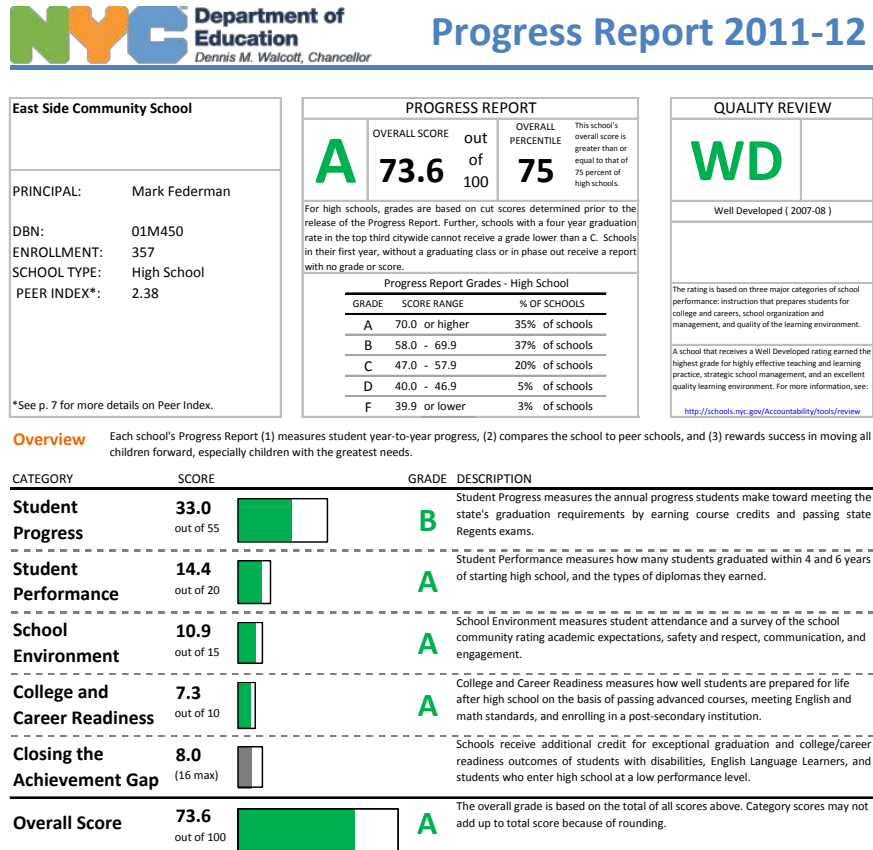 NYC Department of
Education
Dennis M. Walcott, Chancellor
Progress Report 2011-12
East Side Community School
PRINCIPAL: Mark Federman
DBN: 01M450
ENROLLMENT: 357
SCHOOL TYPE: High School
PEER INDEX*: 2.38
*See p. 7 for more details on Peer Index.
PROGRESS REPORT
A
OVERALL SCORE
73.6
out
of
100
OVERALL
PERCENTILE
75
This school's
overall score is
greater than or
equal to that of
75 percent of
high schools.
For high schools, grades are based on cut scores determined prior to the
release of the Progress Report. Further, schools with a four year graduation
rate in the top third citywide cannot receive a grade lower than a C. Schools
in their first year, without a graduating class or in phase out receive a report
with no grade or score.
Progress Report Grades - High School
GRADE SCORE RANGE % OF SCHOOLS
A 70.0 or higher 35% of schools
B 58.0 - 69.9 37% of schools
C 47.0 - 57.9 20% of schools
D 40.0 - 46.9 5% of schools
F 39.9 or lower 3% of schools
QUALITY REVIEW
WD
Well Developed ( 2007-08 )
The rating is based on three major categories of school
performance: instruction that prepares students for
college and careers, school organization and
management, and quality of the learning environment.
A school that receives a Well Developed rating earned the
highest grade for highly effective teaching and learning
practice, strategic school management, and an excellent
quality learning environment. For more information, see:
http://schools.nyc.gov/Accountability/tools/review
Overview Each school's Progress Report (1) measures student year-to-year progress, (2) compares the school to peer schools, and (3) rewards success in moving all
children forward, especially children with the greatest needs.
CATEGORY SCORE GRADE DESCRIPTION
Student
Progress
33.0
out of 55
B
Student Progress measures the annual progress students make toward meeting the
state's graduation requirements by earning course credits and passing state
Regents exams.
Student
Performance
14.4
out of 20
A
Student Performance measures how many students graduated within 4 and 6 years
of starting high school, and the types of diplomas they earned.
School
Environment
10.9
out of 15
A
School Environment measures student attendance and a survey of the school
community rating academic expectations, safety and respect, communication, and
engagement.
College and
Career Readiness
7.3
out of 10
A
College and Career Readiness measures how well students are prepared for life
after high school on the basis of passing advanced courses, meeting English and
math standards, and enrolling in a post-secondary institution.
Closing the
Achievement Gap
8.0
(16 max)
Schools receive additional credit for exceptional graduation and college/career
readiness outcomes of students with disabilities, English Language Learners, and
students who enter high school at a low performance level.
Overall Score
73.6
out of 100
A
The overall grade is based on the total of all scores above. Category scores may not
add up to total score because of rounding.